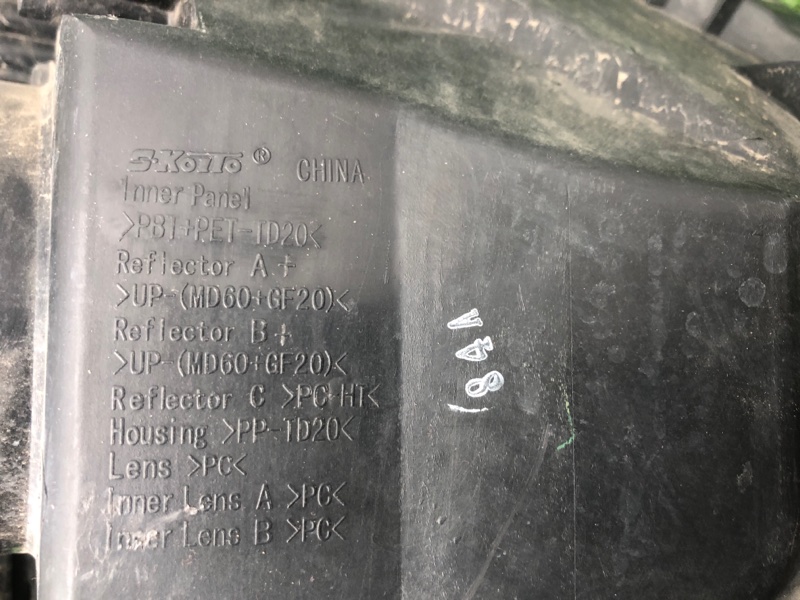 S-KOITO® CHINA
Inner Panel
>PBT+PET-TD20<
Reflector A+
>UP-(MD60+GF20)<
Reflector B+
>UP-(MD60+GF20)<
Reflector C >PC-HT<
Housing >PP-TD20<
Lens >PC<
Inner Lens A >PC<
Inner Lens B >PC<